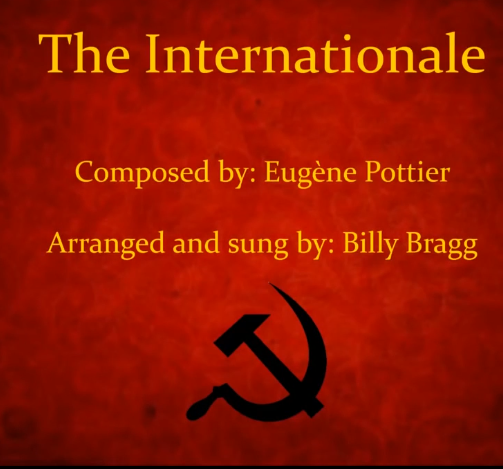 The Internationale
Composed by: Eugène Pottier
Arranged and sung by: Billy Bragg